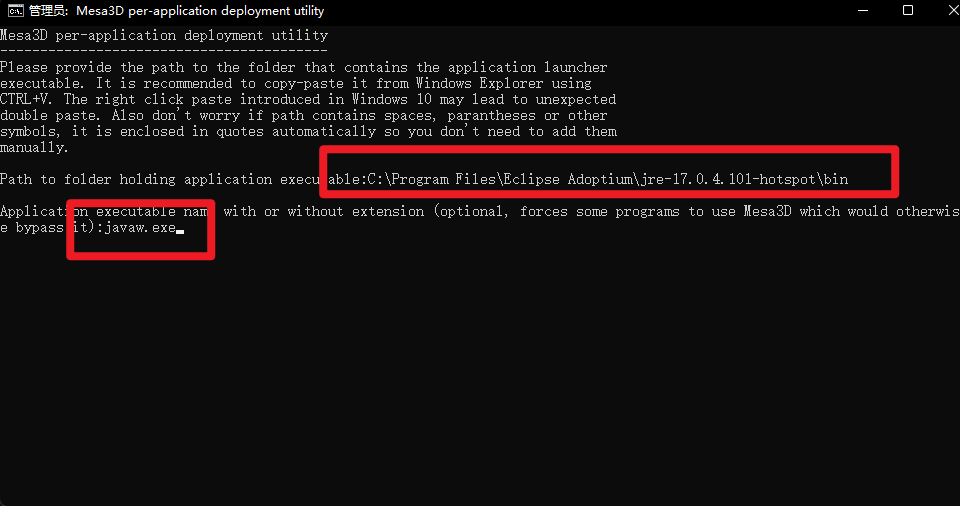 管理员: Mesa3D per-application deployment utility
Mesa3D per-application deployment utility
-----------------------------------------
Please provide the path to the folder that contains the application launcher
executable. It is recommended to copy-paste it from Windows Explorer using
CTRL+V. The right click paste introduced in Windows 10 may lead to unexpected
double paste. Also don't worry if path contains spaces, parantheses or other
symbols, it is enclosed in quotes automatically so you don't need to add them
manually.
Path to folder holding application executable:C:\Program Files\Eclipse Adoptium\jre-17.0.4.101-hotspot\bin
Application executable name with or without extension (optional, forces some programs to use Mesa3D which would otherwis
e bypass it):javaw.exe